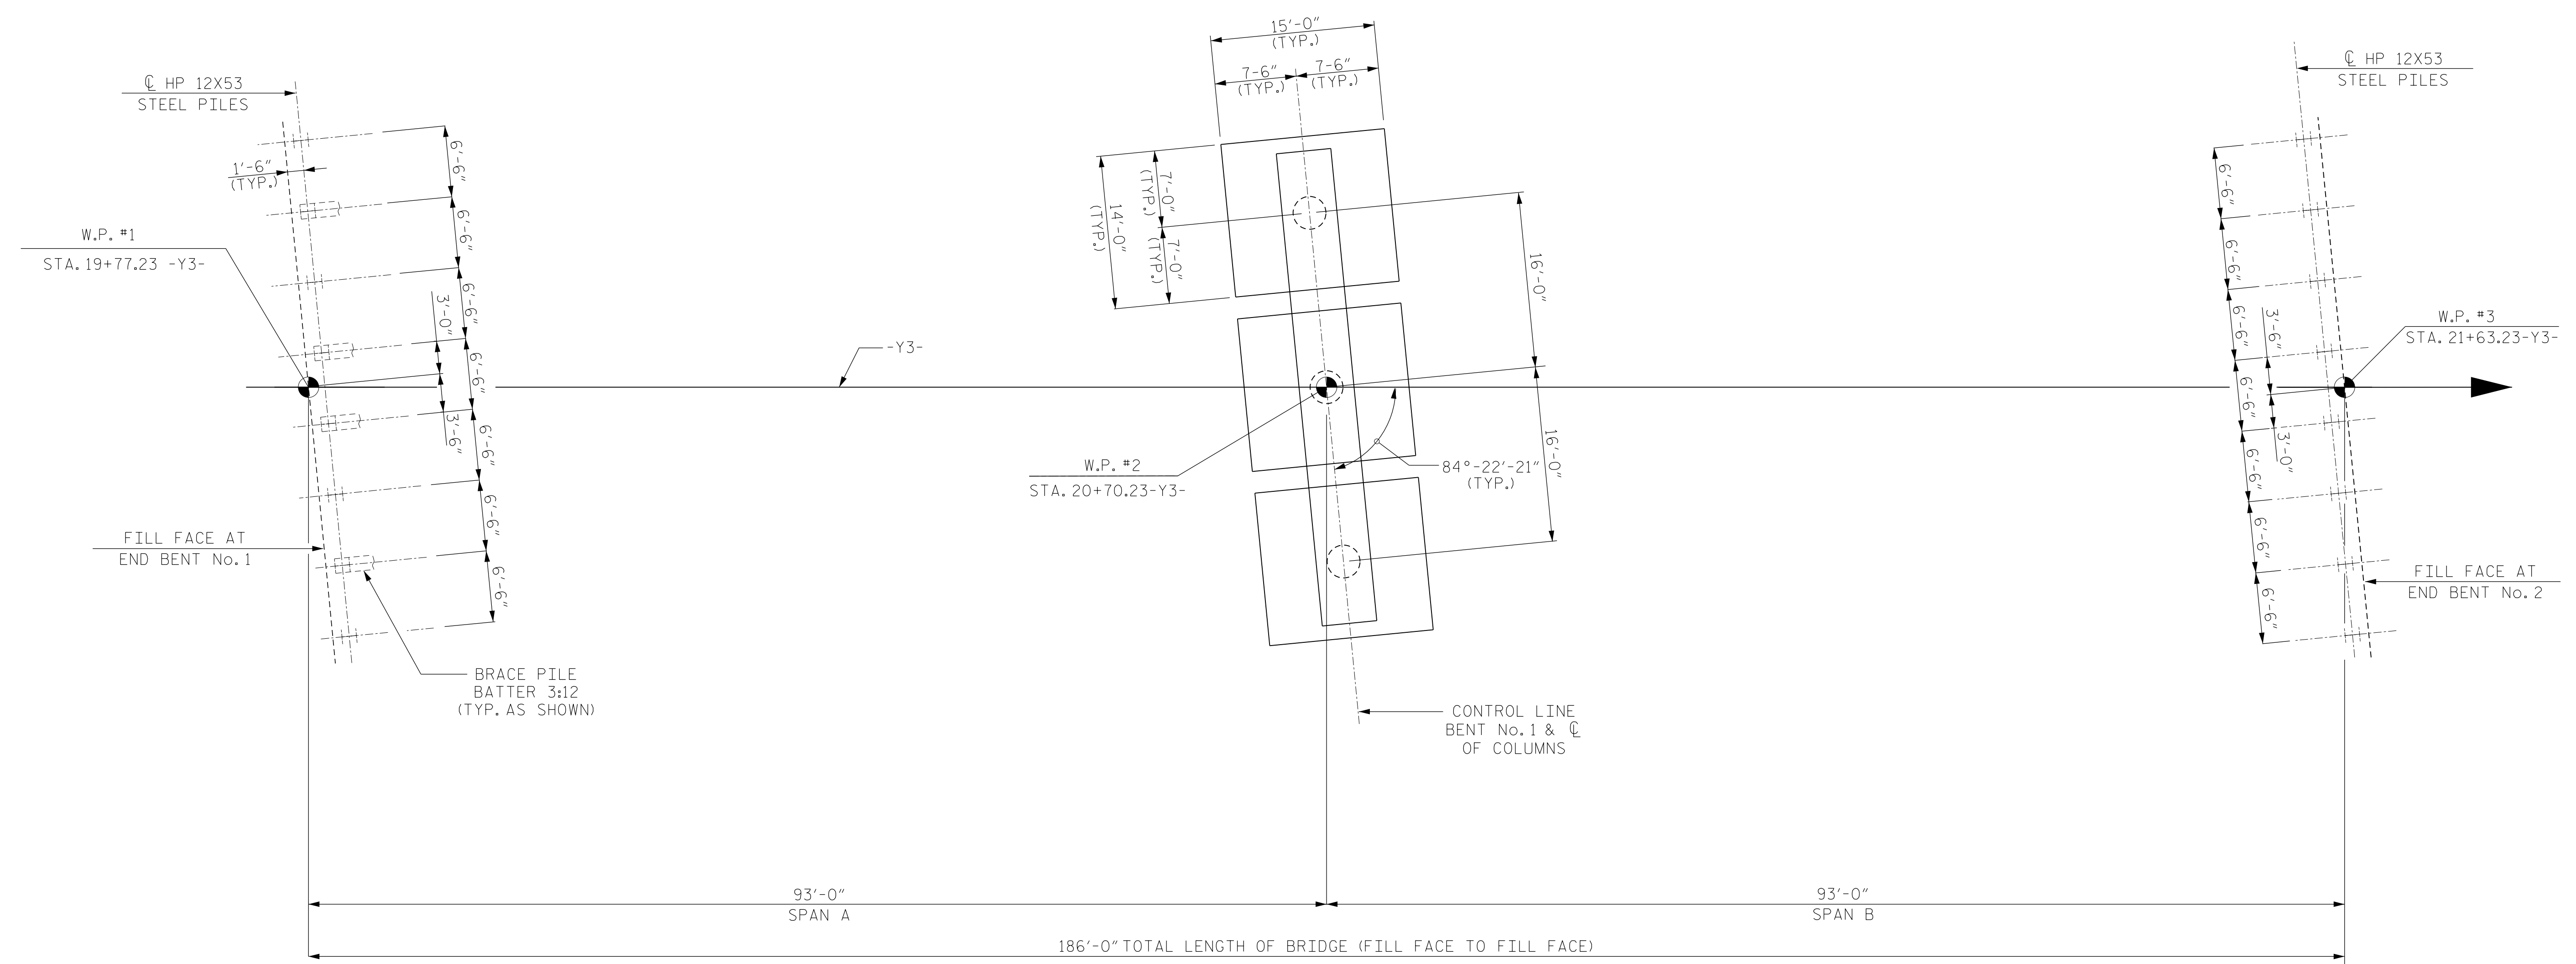 ℄ HP 12X53
STEEL PILES
1'-6"
(TYP.)
W.P. #1
STA. 19+77.23 -Y3-
6'-6"
6'-6"
6'-6"
6'-6"
6'-6"
6'-6"
6'-6"
3'-0"
3'-6"
FILL FACE AT
END BENT No. 1
BRACE PILE
BATTER 3:12
(TYP. AS SHOWN)
-Y3-
15'-0"
(TYP.)
7-6"
(TYP.)
7-6"
(TYP.)
7'-0"
(TYP.)
14'-0"
(TYP.)
7'-0"
(TYP.)
16'-0"
16'-0"
W.P. #2
STA. 20+70.23-Y3-
84°-22'-21"
(TYP.)
CONTROL LINE
BENT No. 1 & ℄
OF COLUMNS
℄ HP 12X53
STEEL PILES
6'-6"
6'-6"
6'-6"
6'-6"
6'-6"
6'-6"
6'-6"
3'-6"
3'-0"
W.P. #3
STA. 21+63.23-Y3-
FILL FACE AT
END BENT No. 2
93'-0"
SPAN A
93'-0"
SPAN B
186'-0" TOTAL LENGTH OF BRIDGE (FILL FACE TO FILL FACE)